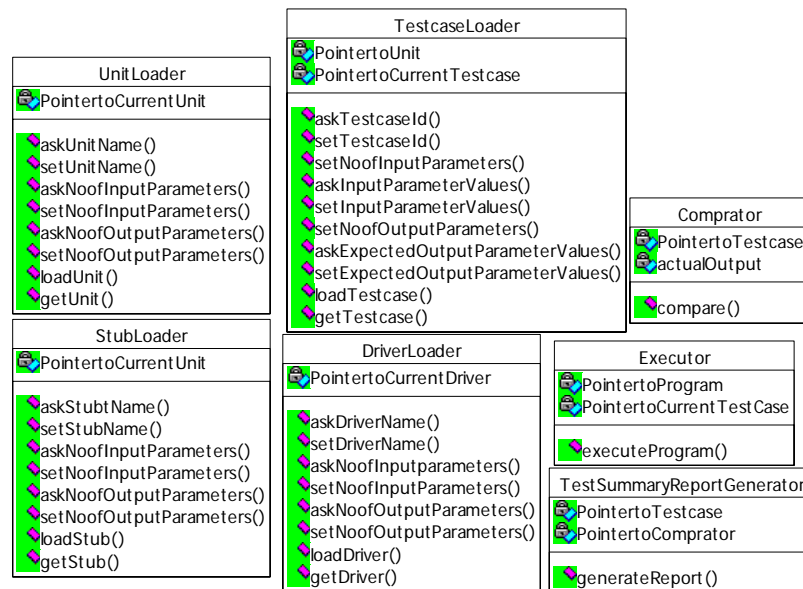 UnitLoader
PointertoCurrentUnit
askUnitName()
setUnitName()
askNoofInputParameters()
setNoofInputParameters()
askNoofOutputParameters()
setNoofOutputParameters()
loadUnit()
getUnit()
TestcaseLoader
PointertoUnit
PointertoCurrentTestcase
askTestcaseId()
setTestcaseId()
setNoofInputParameters()
askInputParameterValues()
setInputParameterValues()
setNoofOutputParameters()
askExpectedOutputParameterValues()
setExpectedOutputParameterValues()
loadTestcase()
getTestcase()
Comprator
PointertoTestcase
actualOutput
compare()
StubLoader
PointertoCurrentUnit
askStubtName()
setStubName()
askNoofInputParameters()
setNoofInputParameters()
askNoofOutputParameters()
setNoofOutputParameters()
loadStub()
getStub()
DriverLoader
PointertoCurrentDriver
askDriverName()
setDriverName()
askNoofInputparameters()
setNoofInputParameters()
askNoofOutputParameters()
setNoofOutputParameters()
loadDriver()
getDriver()
Executor
PointertoProgram
PointertoCurrentTestCase
executeProgram()
TestSummaryReportGenerator
PointertoTestcase
PointertoComprator
generateReport()